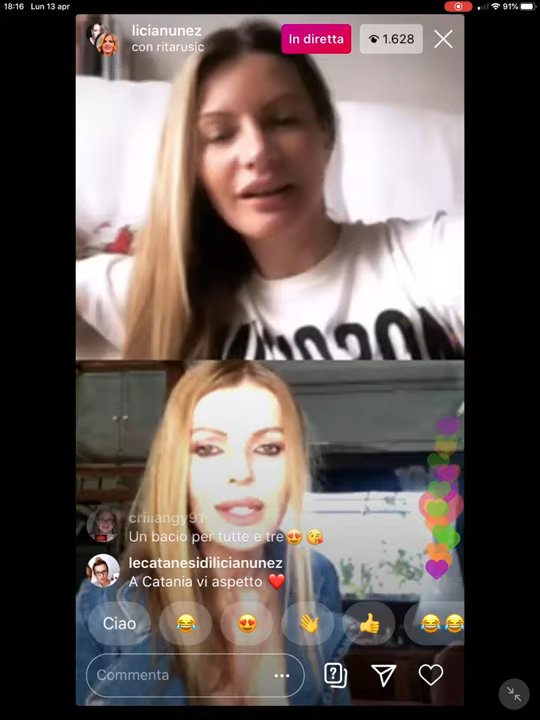 18:16 Lun 13 apr
91%
licianunez
con ritarusic
In diretta
1.628
criiiangy91
Un bacio per tutte e tre😍😘
lecatanesidilicianunez
A Catania vi aspetto ❤️
Ciao 😂 😍 👋 👍 😂😂
Commenta